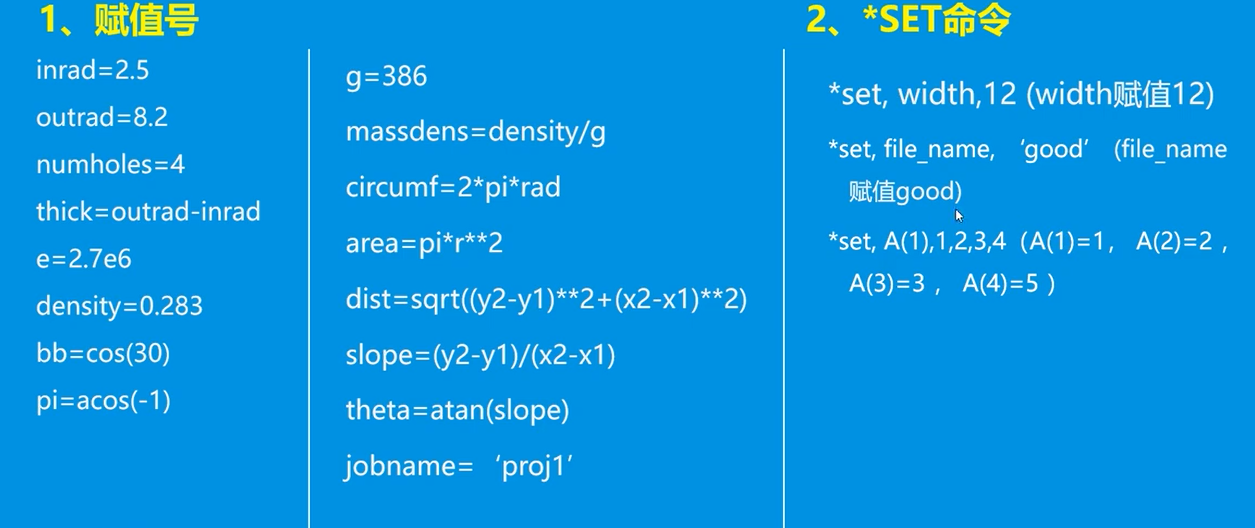 1、赋值号
inrad=2.5
outrad=8.2
numholes=4
thick=outrad-inrad
e=2.7e6
density=0.283
bb=cos(30)
pi=acos(-1)
g=386
massdens=density/g
circumf=2*pi*rad
area=pi*r**2
dist=sqrt((y2-y1)**2+(x2-x1)**2)
slope=(y2-y1)/(x2-x1)
theta=atan(slope)
jobname= ‘proj1’
2、*SET命令
*set, width,12 (width赋值12)
*set, file_name, ‘good’ (file_name
赋值good)
*set, A(1),1,2,3,4（A(1)=1， A(2)=2，
A(3)=3， A(4)=5）